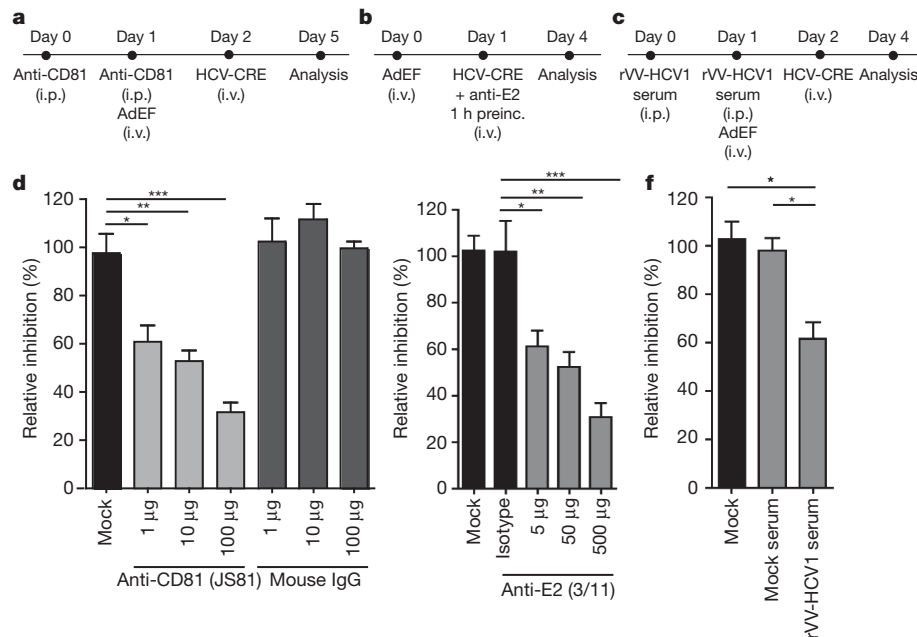 a
Day 0 Day 1 Day 2 Day 5
Anti-CD81 (i.p.)
Anti-CD81 (i.p.) AdEF (i.v.)
HCV-CRE (i.v.)
Analysis
b
Day 0 Day 1 Day 4
AdEF (i.v.)
HCV-CRE + anti-E2 1 h preinc. (i.v.)
Analysis
c
Day 0 Day 1 Day 2 Day 4
rVV-HCV1 serum (i.p.)
rVV-HCV1 serum (i.p.) AdEF (i.v.)
HCV-CRE (i.v.)
Analysis
d
Relative inhibition (%)
120
100
80
60
40
20
0
***
**
*
Mock
1 µg
10 µg
100 µg
1 µg
10 µg
100 µg
Anti-CD81 (JS81)
Mouse IgG
Relative inhibition (%)
120
100
80
60
40
20
0
***
**
*
Mock
Isotype
5 µg
50 µg
500 µg
Anti-E2 (3/11)
f
Relative inhibition (%)
120
100
80
60
40
20
0
*
*
Mock
Mock serum
rVV-HCV1 serum